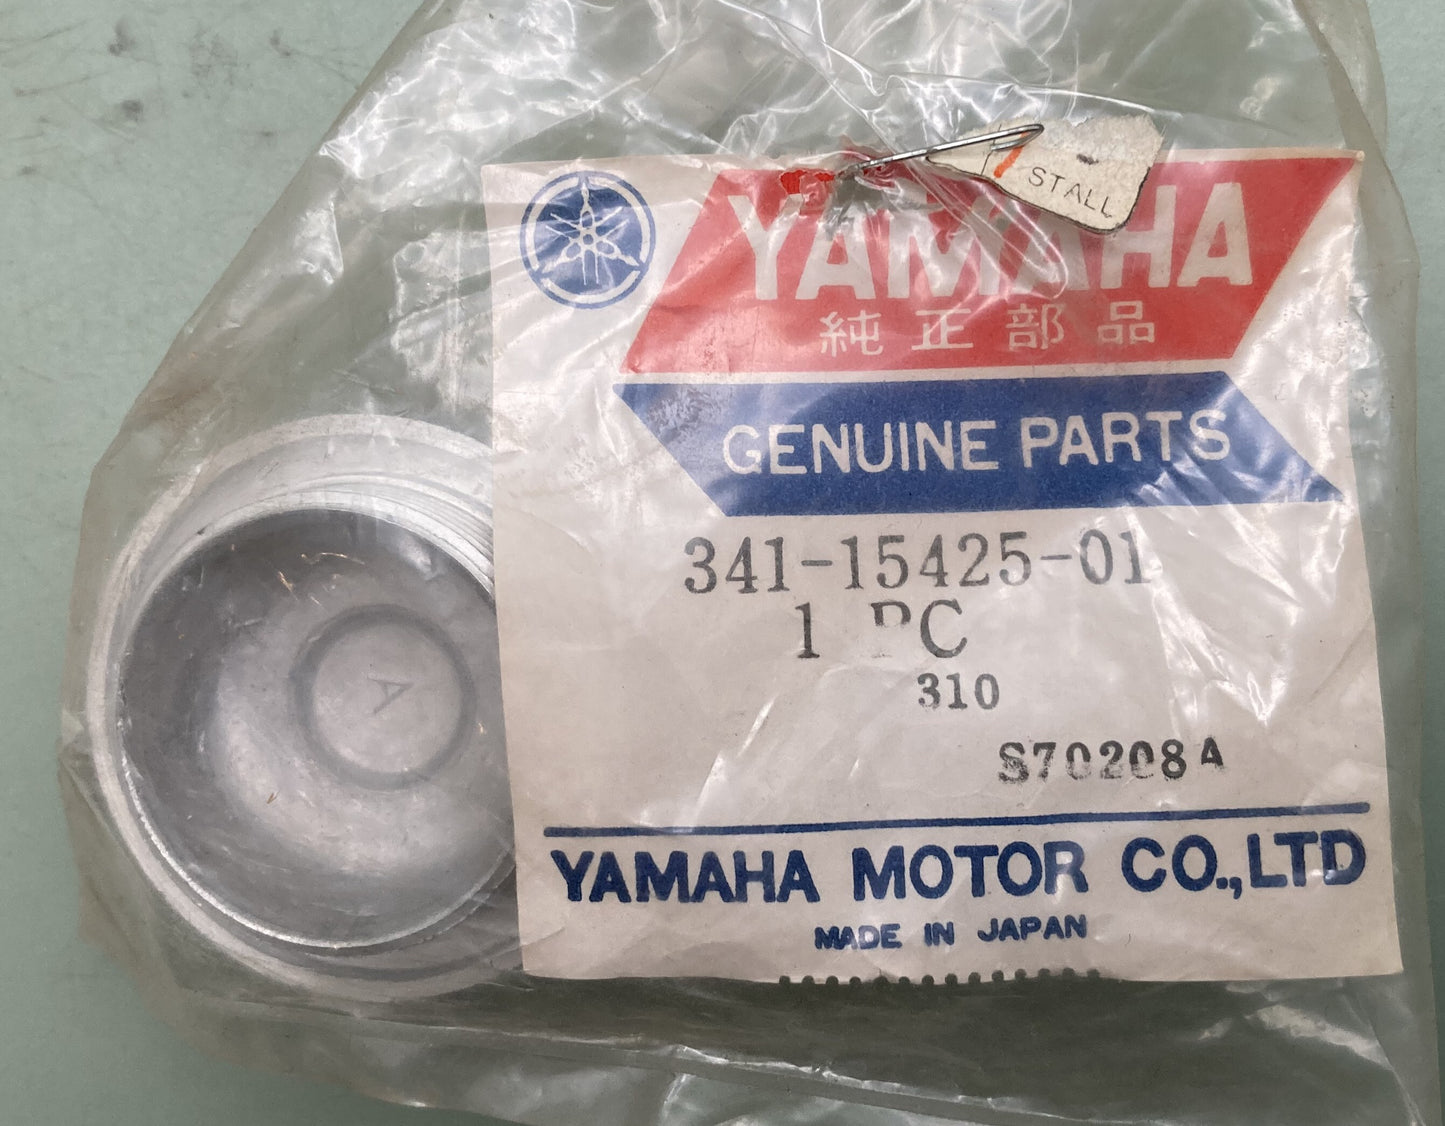 STALL
YAMAHA
純正部品
GENUINE PARTS
341-15425-01
1 PC
310
S70208A
YAMAHA MOTOR CO.,LTD
MADE IN JAPAN
A